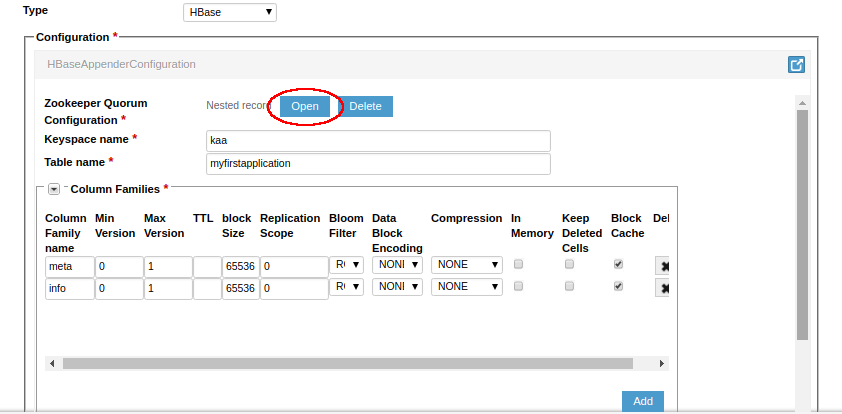 Type HBase
Configuration *
HBaseAppenderConfiguration
Zookeeper Quorum Configuration * Nested record Open Delete
Keyspace name * kaa
Table name * myfirstapplication
Column Families *
Column Family name Min Version Max Version TTL block Size Replication Scope Bloom Filter Data Block Encoding Compression In Memory Keep Deleted Cells Block Cache Del
meta 0 1 65536 0 NONE
info 0 1 65536 0 NONE
Add